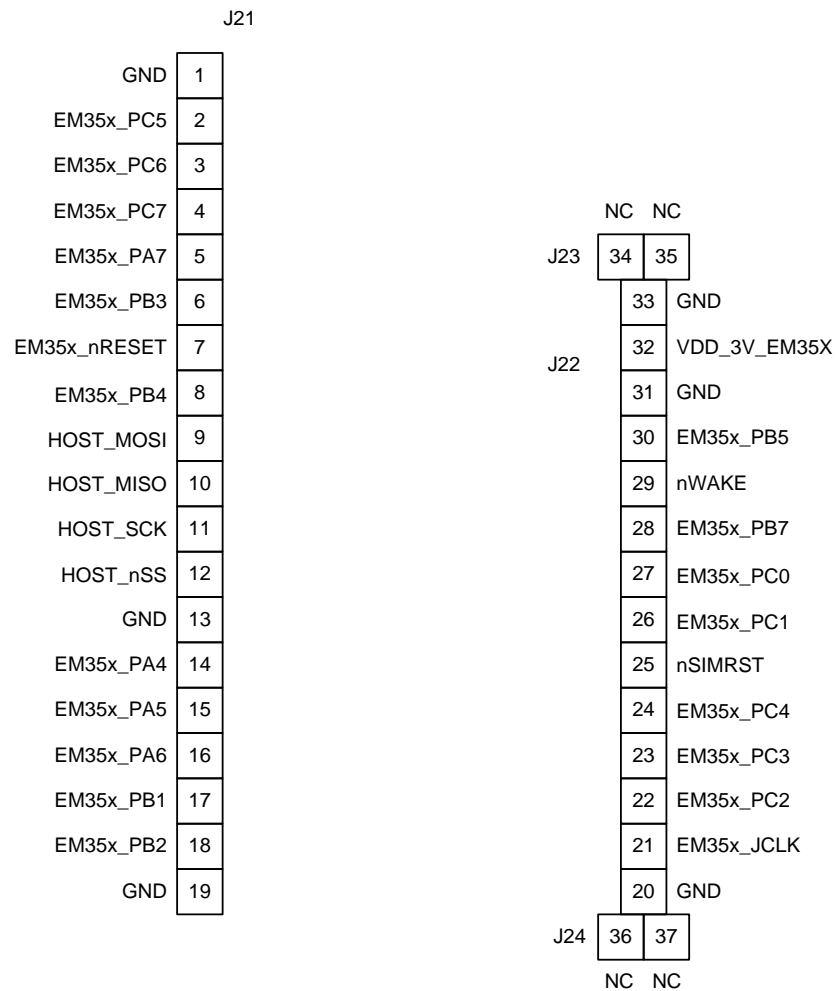 J21
GND 1
EM35x_PC5 2
EM35x_PC6 3
EM35x_PC7 4
EM35x_PA7 5
EM35x_PB3 6
EM35x_nRESET 7
EM35x_PB4 8
HOST_MOSI 9
HOST_MISO 10
HOST_SCK 11
HOST_nSS 12
GND 13
EM35x_PA4 14
EM35x_PA5 15
EM35x_PA6 16
EM35x_PB1 17
EM35x_PB2 18
GND 19
NC NC
J23 34 35
33 GND
J22
32 VDD_3V_EM35X
31 GND
30 EM35x_PB5
29 nWAKE
28 EM35x_PB7
27 EM35x_PC0
26 EM35x_PC1
25 nSIMRST
24 EM35x_PC4
23 EM35x_PC3
22 EM35x_PC2
21 EM35x_JCLK
20 GND
J24 36 37
NC NC